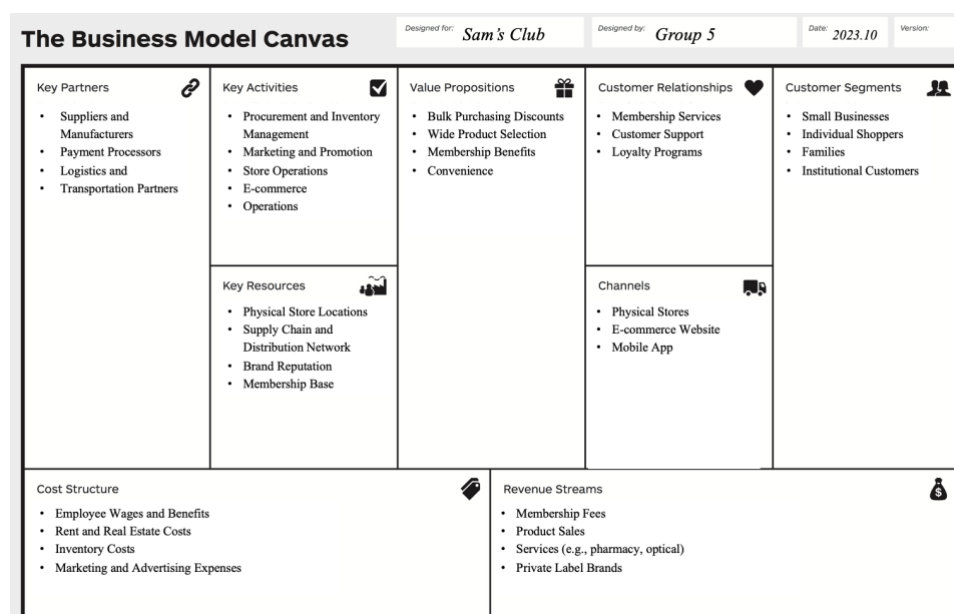 The Business Model Canvas
Designed for:
Sam's Club
Designed by:
Group 5
Date:
2023.10
Version:
Key Partners
• Suppliers and
Manufacturers
• Payment Processors
• Logistics and
• Transportation Partners
Key Activities
• Procurement and Inventory
Management
• Marketing and Promotion
• Store Operations
• E-commerce
• Operations
Key Resources
• Physical Store Locations
• Supply Chain and
Distribution Network
• Brand Reputation
• Membership Base
Value Propositions
• Bulk Purchasing Discounts
• Wide Product Selection
• Membership Benefits
• Convenience
Customer Relationships
• Membership Services
• Customer Support
• Loyalty Programs
Channels
• Physical Stores
• E-commerce Website
• Mobile App
Customer Segments
• Small Businesses
• Individual Shoppers
• Families
• Institutional Customers
Cost Structure
• Employee Wages and Benefits
• Rent and Real Estate Costs
• Inventory Costs
• Marketing and Advertising Expenses
Revenue Streams
• Membership Fees
• Product Sales
• Services (e.g., pharmacy, optical)
• Private Label Brands
$